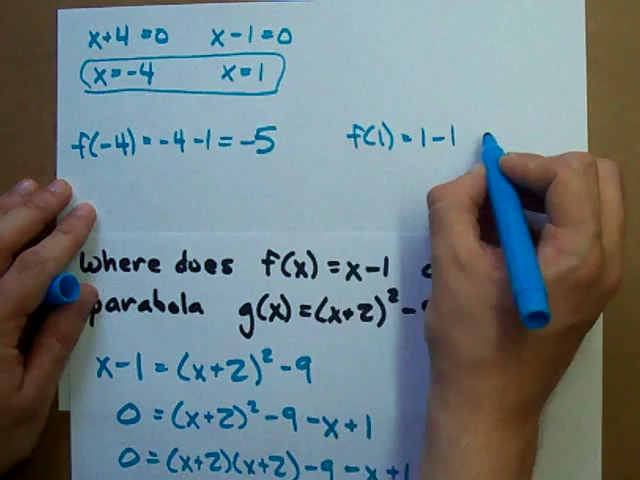 x+4=0 x-1=0
x=-4 x=1
f(-4)=-4-1=-5 f(1)=1-1
Where does f(x)=x-1
parabola g(x)=(x+2)²-
x-1=(x+2)²-9
0=(x+2)²-9-x+1
0=(x+2)(x+2)-9-x+1